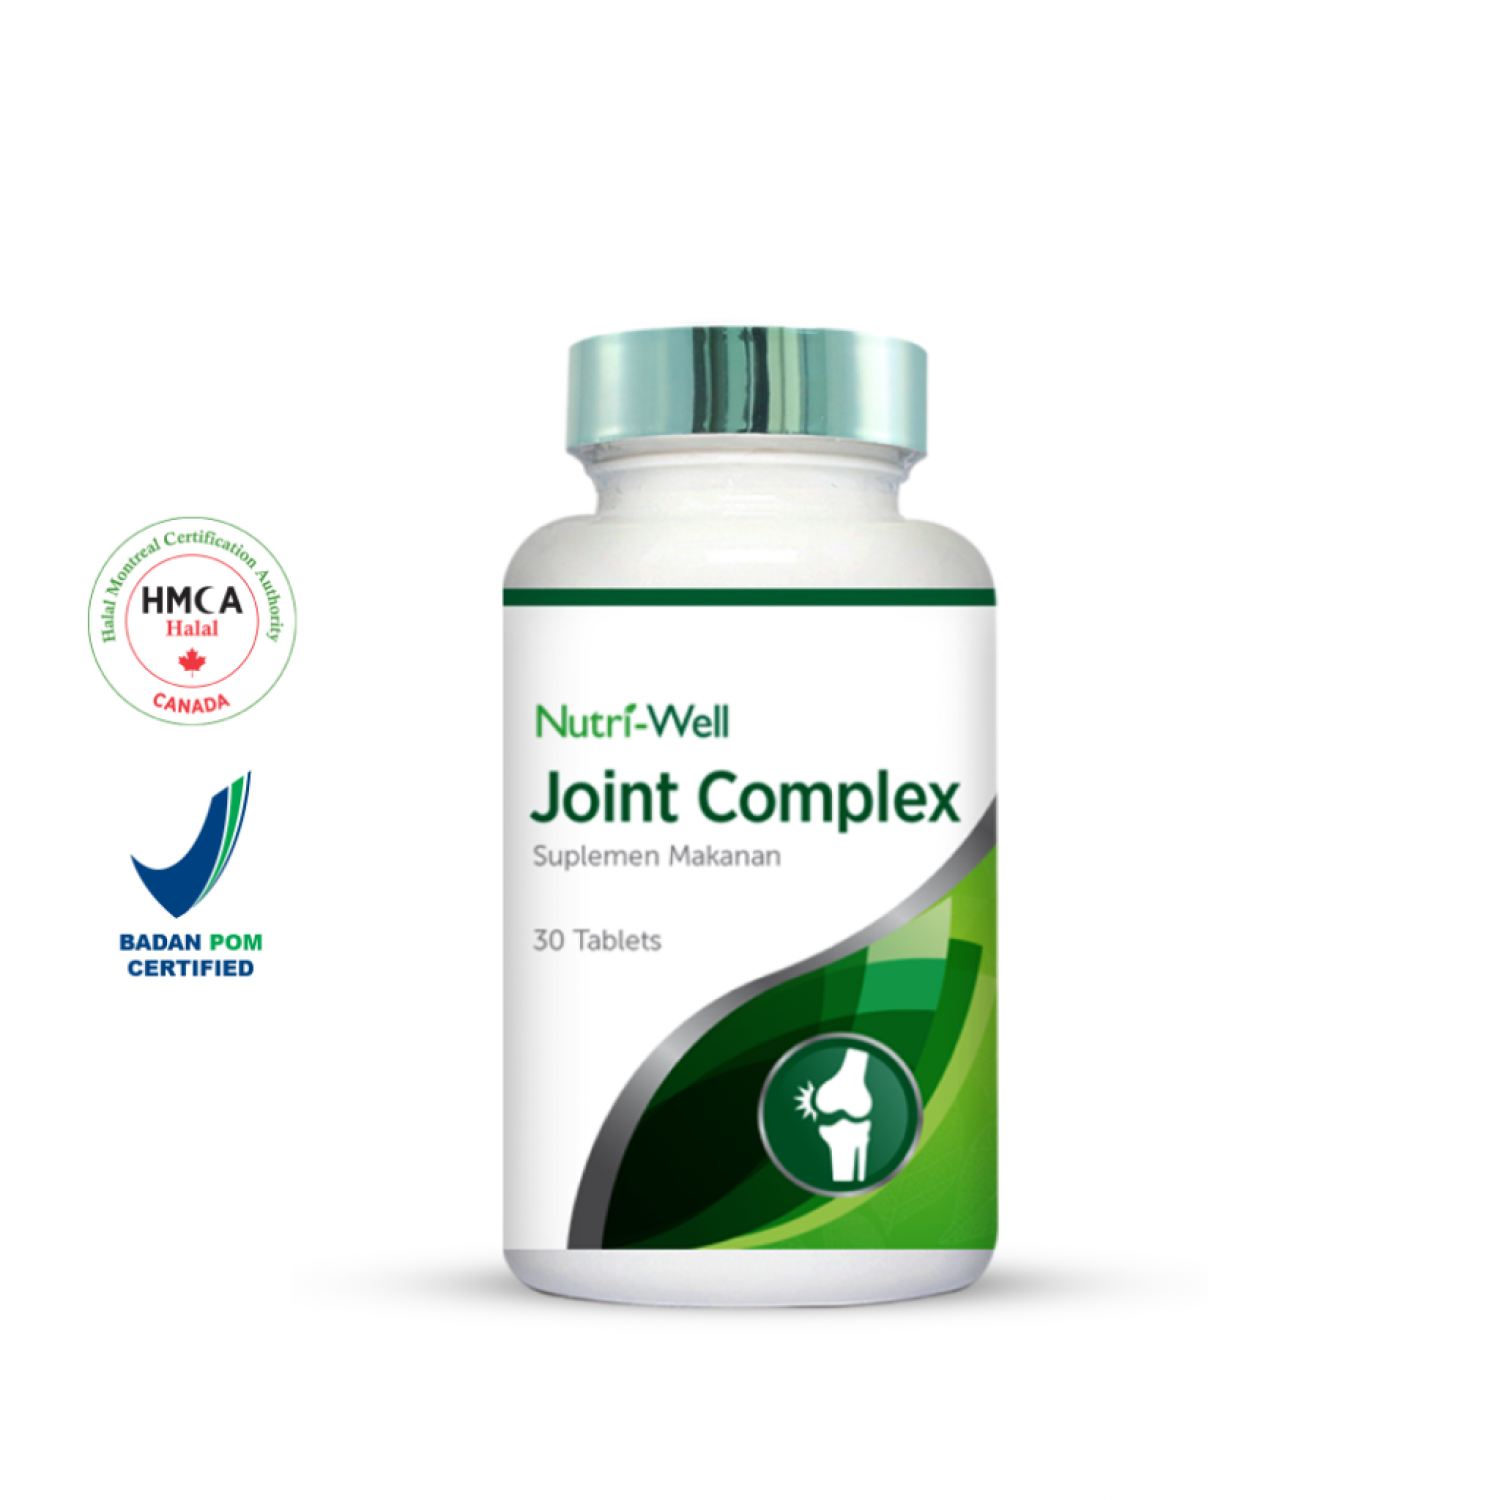 Halal Montreal Certification Authority
HMCA
Halal
CANADA
BADAN POM
CERTIFIED
Nutri-Well
Joint Complex
Suplemen Makanan
30 Tablets